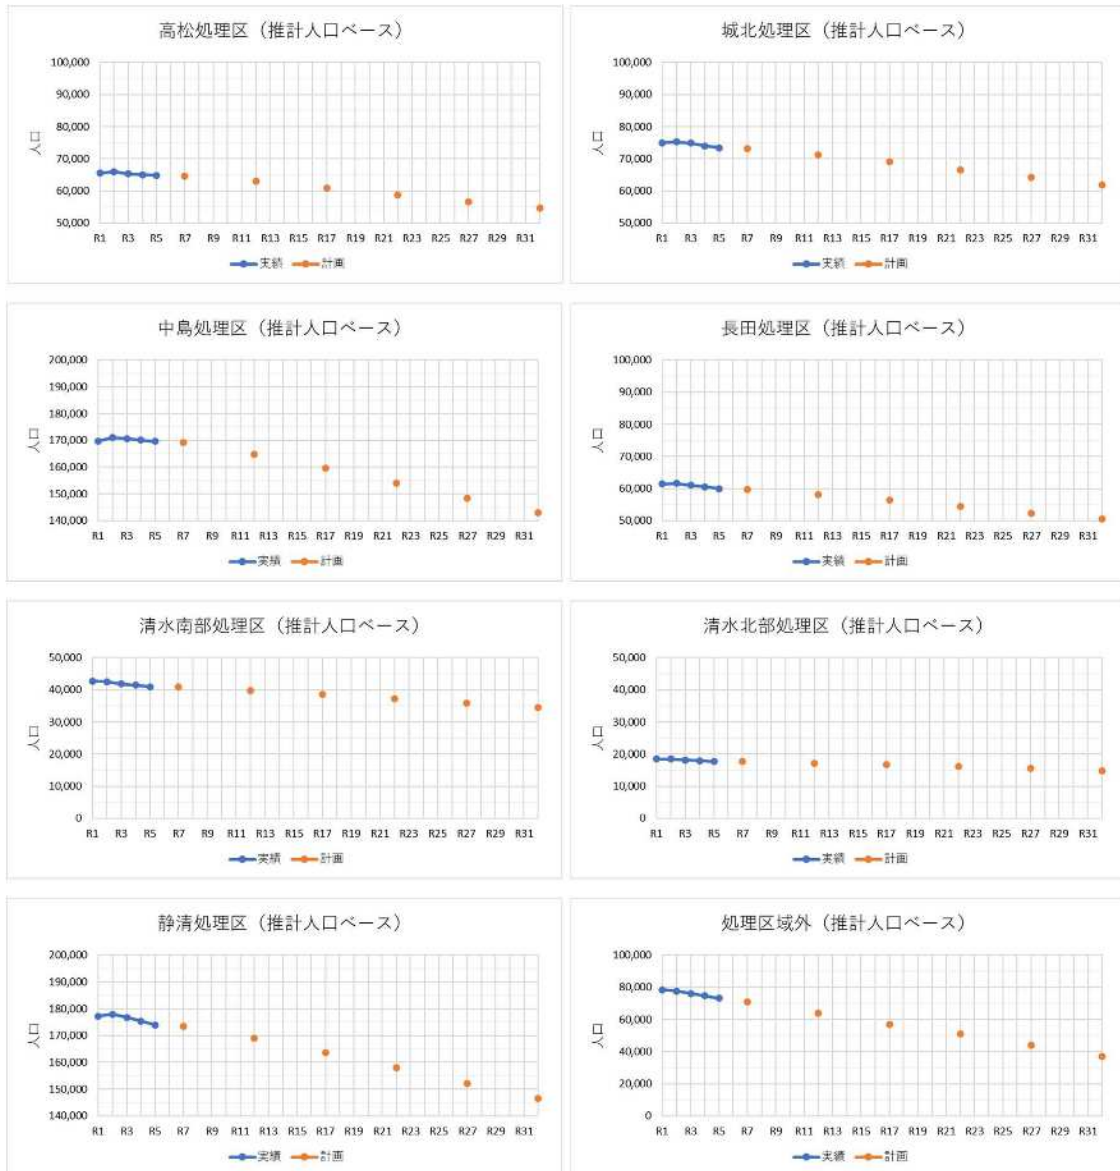 高松処理区（推計人口ベース）
100,000
90,000
80,000
70,000
60,000
50,000
人口
R1 R3 R5 R7 R9 R11 R13 R15 R17 R19 R21 R23 R25 R27 R29 R31
実績 計画
城北処理区（推計人口ベース）
100,000
90,000
80,000
70,000
60,000
50,000
人口
R1 R3 R5 R7 R9 R11 R13 R15 R17 R19 R21 R23 R25 R27 R29 R31
実績 計画
中島処理区（推計人口ベース）
200,000
190,000
180,000
170,000
160,000
150,000
140,000
人口
R1 R3 R5 R7 R9 R11 R13 R15 R17 R19 R21 R23 R25 R27 R29 R31
実績 計画
長田処理区（推計人口ベース）
100,000
90,000
80,000
70,000
60,000
50,000
人口
R1 R3 R5 R7 R9 R11 R13 R15 R17 R19 R21 R23 R25 R27 R29 R31
実績 計画
清水南部処理区（推計人口ベース）
50,000
40,000
30,000
20,000
10,000
0
人口
R1 R3 R5 R7 R9 R11 R13 R15 R17 R19 R21 R23 R25 R27 R29 R31
実績 計画
清水北部処理区（推計人口ベース）
50,000
40,000
30,000
20,000
10,000
0
人口
R1 R3 R5 R7 R9 R11 R13 R15 R17 R19 R21 R23 R25 R27 R29 R31
実績 計画
静清処理区（推計人口ベース）
200,000
190,000
180,000
170,000
160,000
150,000
140,000
人口
R1 R3 R5 R7 R9 R11 R13 R15 R17 R19 R21 R23 R25 R27 R29 R31
実績 計画
処理区域外（推計人口ベース）
100,000
80,000
60,000
40,000
20,000
0
人口
R1 R3 R5 R7 R9 R11 R13 R15 R17 R19 R21 R23 R25 R27 R29 R31
実績 計画